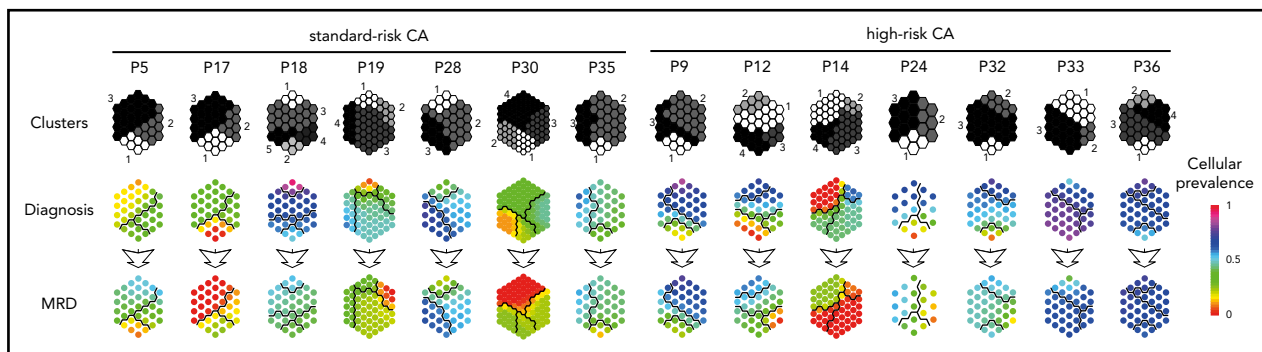 standard-risk CA
high-risk CA
P5 P17 P18 P19 P28 P30 P35 P9 P12 P14 P24 P32 P33 P36
Clusters
3 2 1
3 2 1
1 3 4 5 2
1 2 4 3
1 2 3
4 3 2 1
3 2 1
2 3 1
2 1 4 3
1 2 4 3
3 2 1
2 3 1
1 3 2
2 4 3 1
Diagnosis
MRD
Cellular
prevalence
1
0.5
0